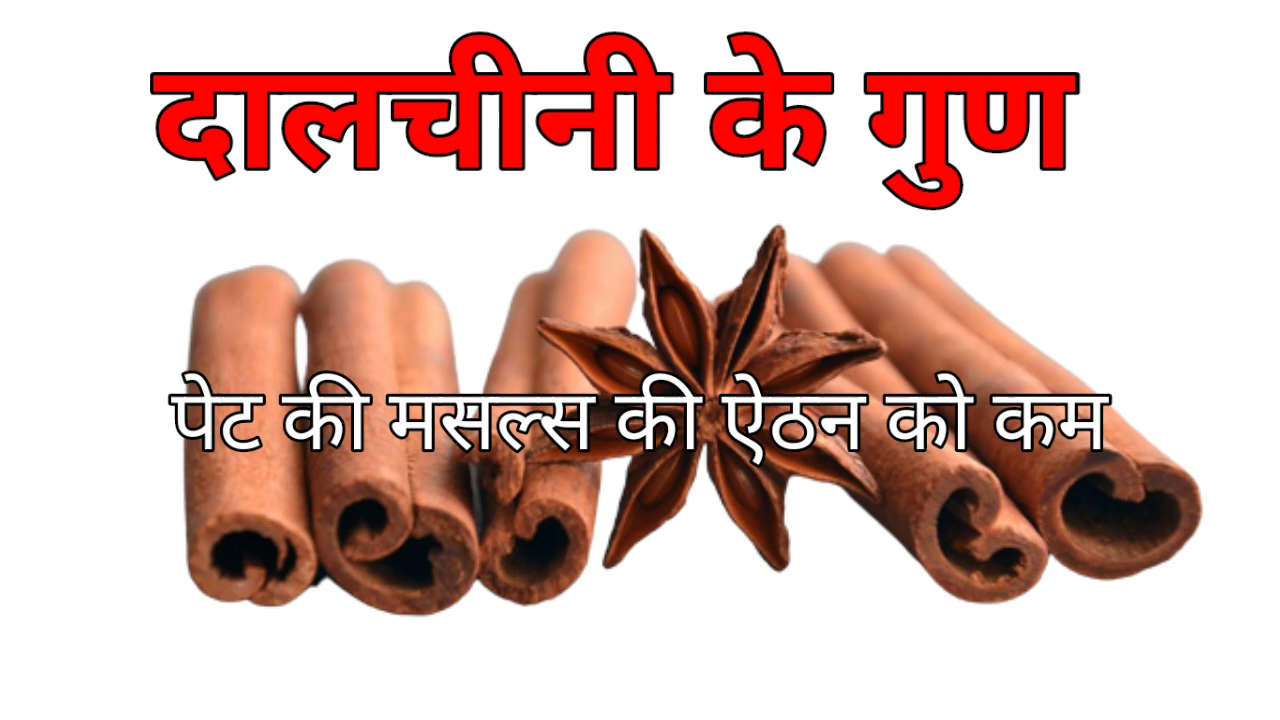 दालचीनी के गुण
पेट की मसल्स की ऐठन को कम